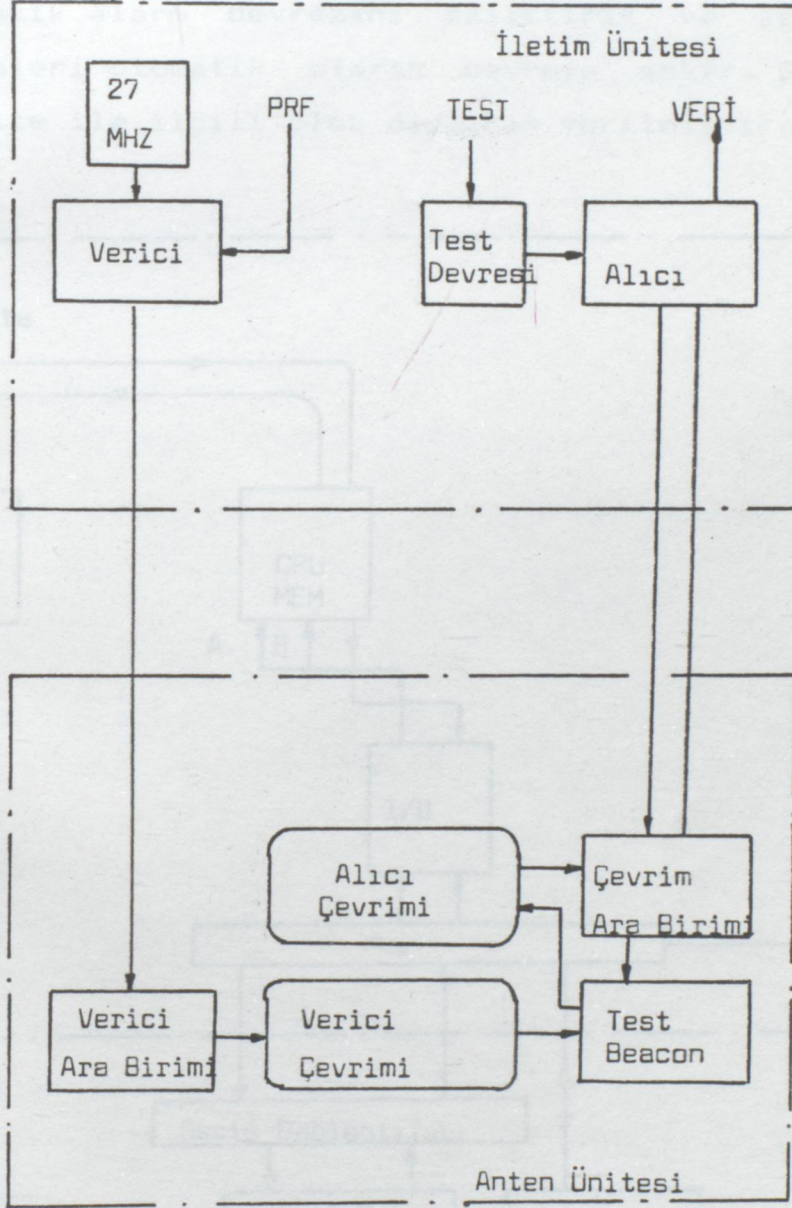 İletim Ünitesi
27
MHZ
PRF
TEST
VERİ
Verici
Test
Devresi
Alıcı
CPU
MEM
Alıcı
Çevrimi
Çevrim
Ara Birimi
Verici
Ara Birimi
Verici
Çevrimi
Test
Beacon
Anten Ünitesi